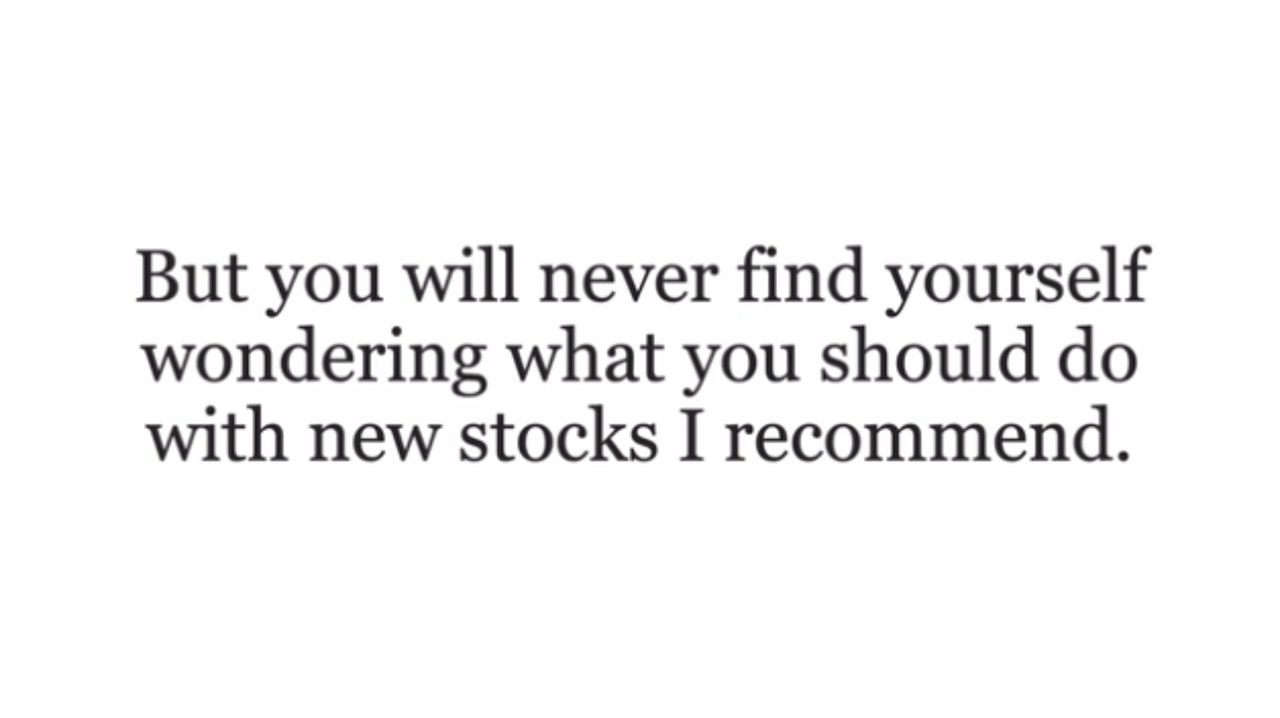 But you will never find yourself
wondering what you should do
with new stocks I recommend.